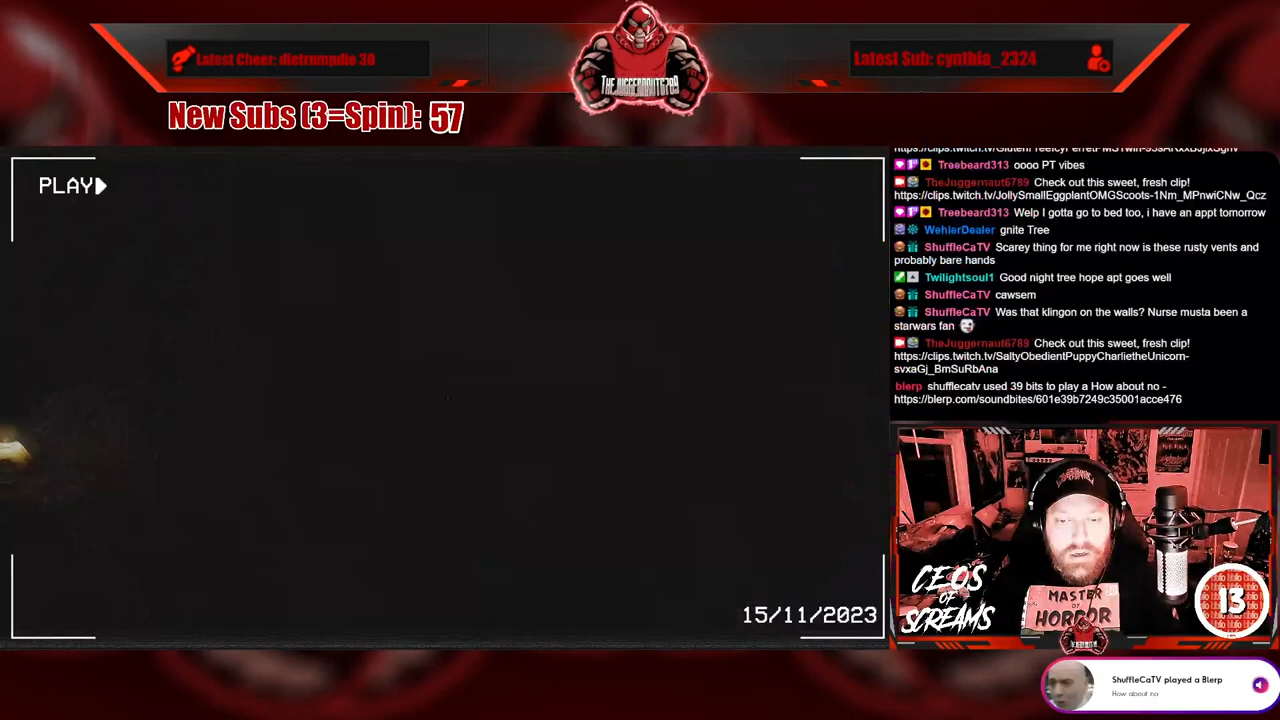 Latest Cheer: dietrnmpdie 30
THEJUGGERNAUT6789
Latest Sub: cynthia_2324
New Subs (3=Spin): 57
PLAY
15/11/2023
Treebeard313 oooo PT vibes
TheJuggernaut6789 Check out this sweet, fresh clip!
https://clips.twitch.tv/JollySmallEggplantOMGScoots-1Nm_MPnwiCNw_Qcz
Treebeard313 Welp I gotta go to bed too, i have an appt tomorrow
WehlerDealer gnite Tree
ShuffleCaTV Scarey thing for me right now is these rusty vents and
probably bare hands
Twilightsoul1 Good night tree hope apt goes well
ShuffleCaTV cawsem
ShuffleCaTV Was that klingon on the walls? Nurse musta been a
starwars fan
TheJuggernaut6789 Check out this sweet, fresh clip!
https://clips.twitch.tv/SaltyObedientPuppyCharlietheUnicorn-
svxaGj_BmSuRbAna
blerp shufflecatv used 39 bits to play a How about no -
https://blerp.com/soundbites/601e39b7249c35001acce476
CEOS
OF
SCREAMS
MASTER
OF
HORROR
13
ShuffleCaTV played a Blerp
How about no